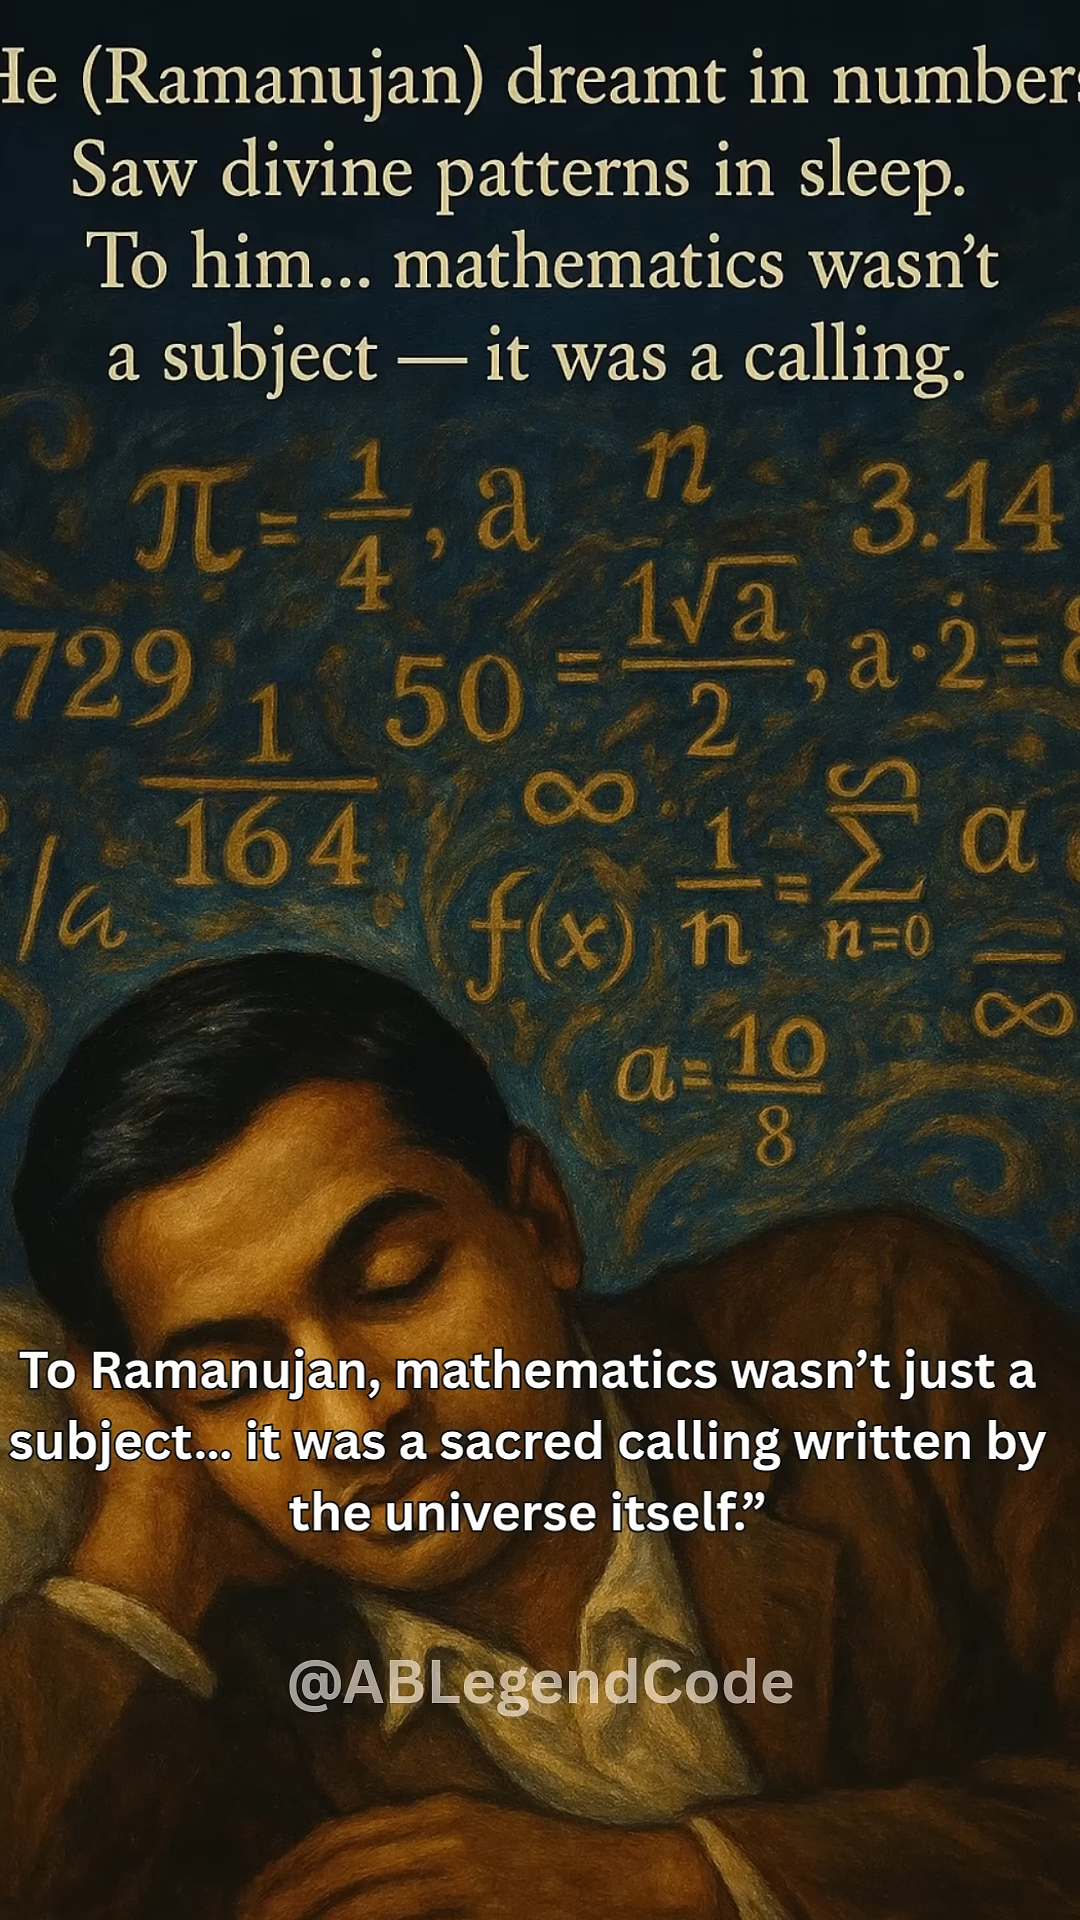 He (Ramanujan) dreamt in numbers
Saw divine patterns in sleep.
To him... mathematics wasn’t
a subject — it was a calling.
π = 1/4, a
n
3.14
729
50 = 1√a/2, a·2̇ =
1/164
∞
1/n = ∑ n=0
a
/a
f(x)
∞
a = 10/8
To Ramanujan, mathematics wasn’t just a
subject... it was a sacred calling written by
the universe itself.”
@ABLegendCode